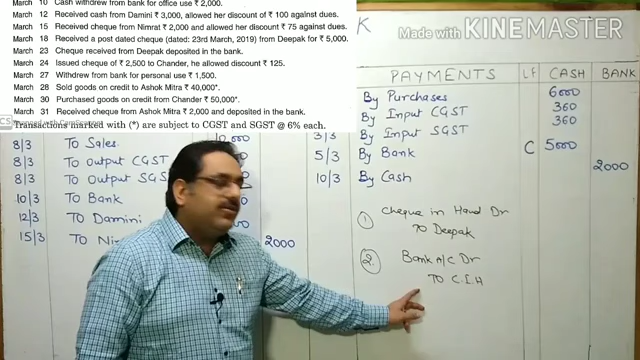 March 10 Cash withdrew from bank for office use ₹ 2,000.
March 12 Received cash from Damini ₹ 3,000, allowed her discount of ₹ 100 against dues.
March 15 Received cheque from Nimrat ₹ 2,000 and allowed her discount ₹ 75 against dues.
March 18 Received a post dated cheque (dated: 23rd March, 2019) from Deepak for ₹ 5,000.
March 23 Cheque received from Deepak deposited in the bank.
March 24 Issued cheque of ₹ 2,500 to Chander, he allowed discount ₹ 125.
March 27 Withdrew from bank for personal use ₹ 1,500.
March 28 Sold goods on credit to Ashok Mitra ₹ 40,000*.
March 30 Purchased goods on credit from Chander ₹ 50,000*.
March 31 Received cheque from Ashok Mitra ₹ 2,000 and deposited in the bank.
Transactions marked with (*) are subject to CGST and SGST @ 6% each.
CS
K
Made with KINEMASTER
PAYMENTS LF CASH BANK
By Purchases 6000
By Input CGST 360
3/3 By Input SGST 360
5/3 By Bank C 5000
10/3 By Cash 2000
8/3 To Sales 10,000
8/3 To Output CGST
8/3 To Output SGS
10/3 To Bank
12/3 To Damini
15/3 To Ni 2000
1 Cheque in Hand Dr
To Deepak
2 Bank A/C Dr
To C.I.H